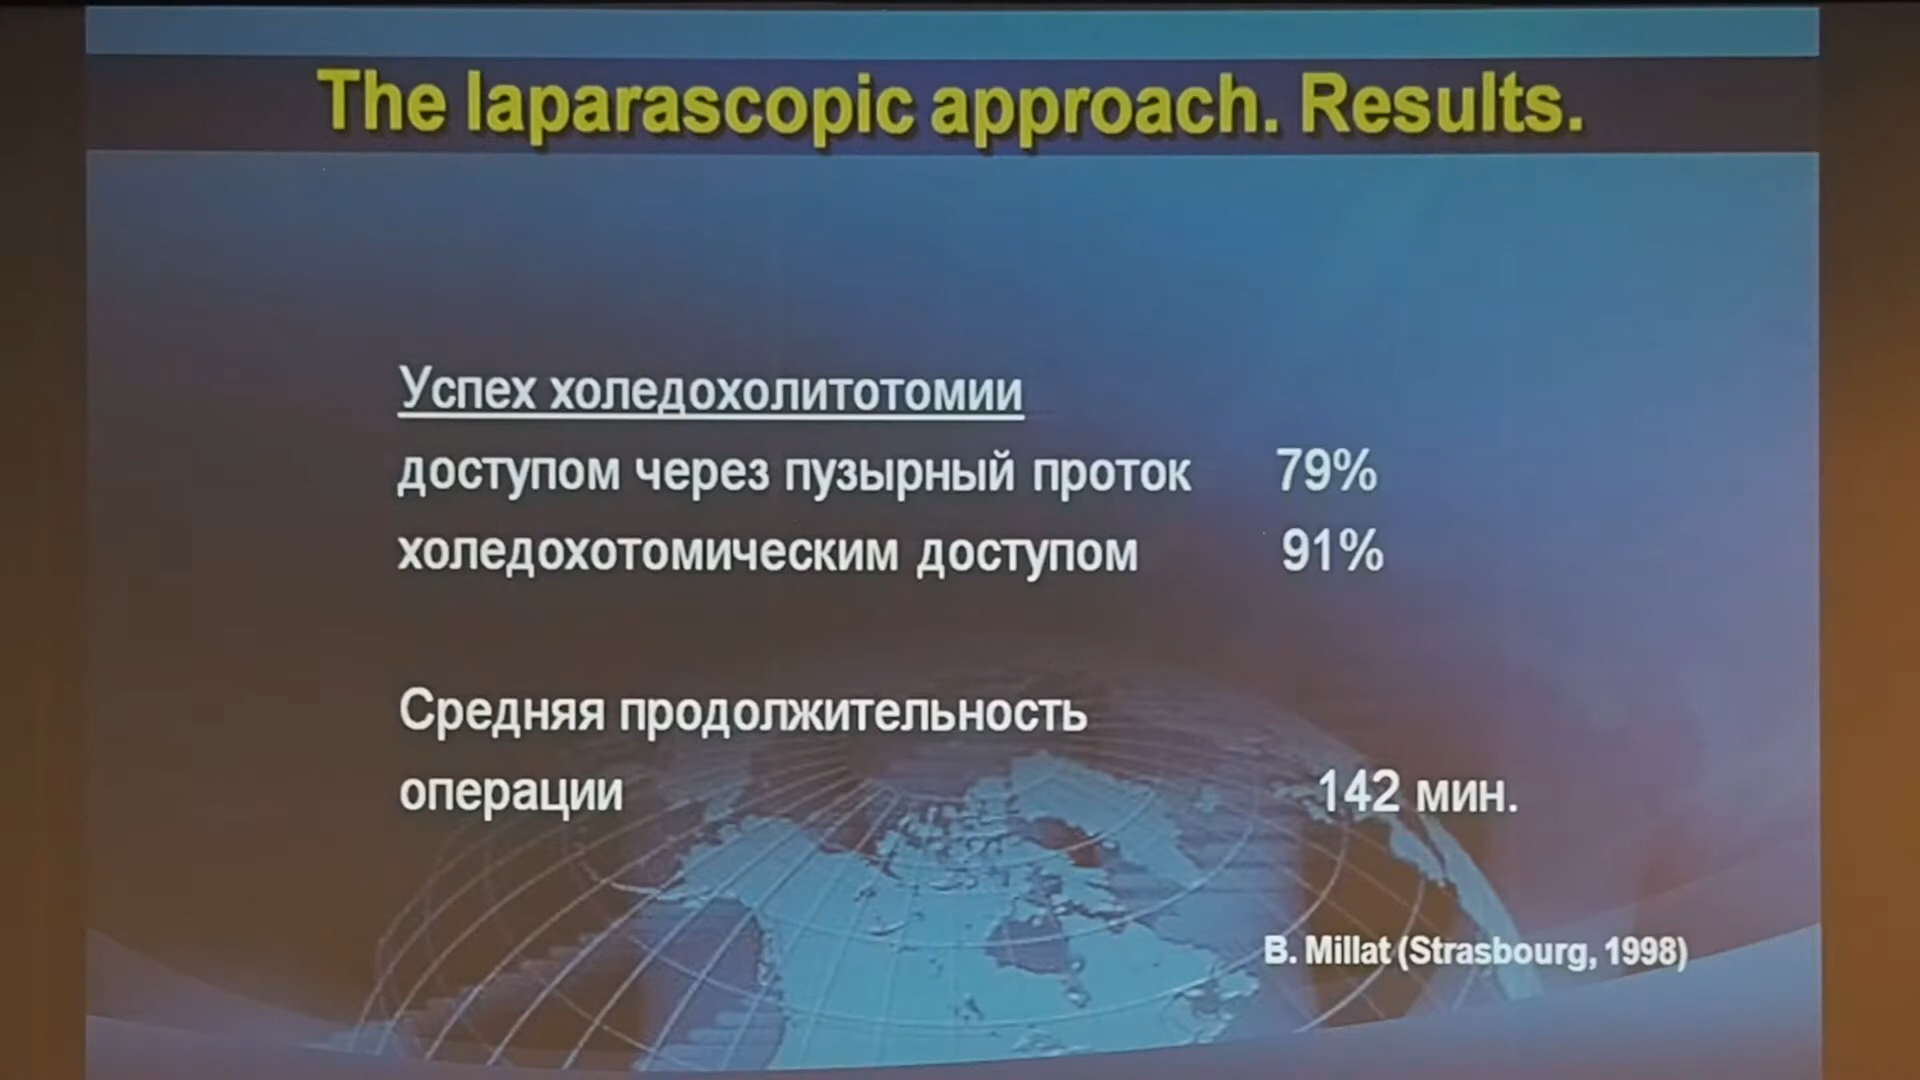 The laparascopic approach. Results.
Успех холедохолитотомии
доступом через пузырный проток 79%
холедохотомическим доступом 91%
Средняя продолжительность
операции 142 мин.
B. Millat (Strasbourg, 1998)